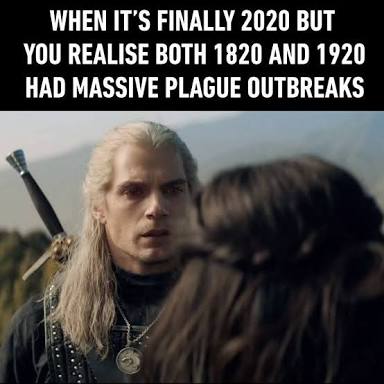 WHEN IT'S FINALLY 2020 BUT
YOU REALISE BOTH 1820 AND 1920
HAD MASSIVE PLAGUE OUTBREAKS